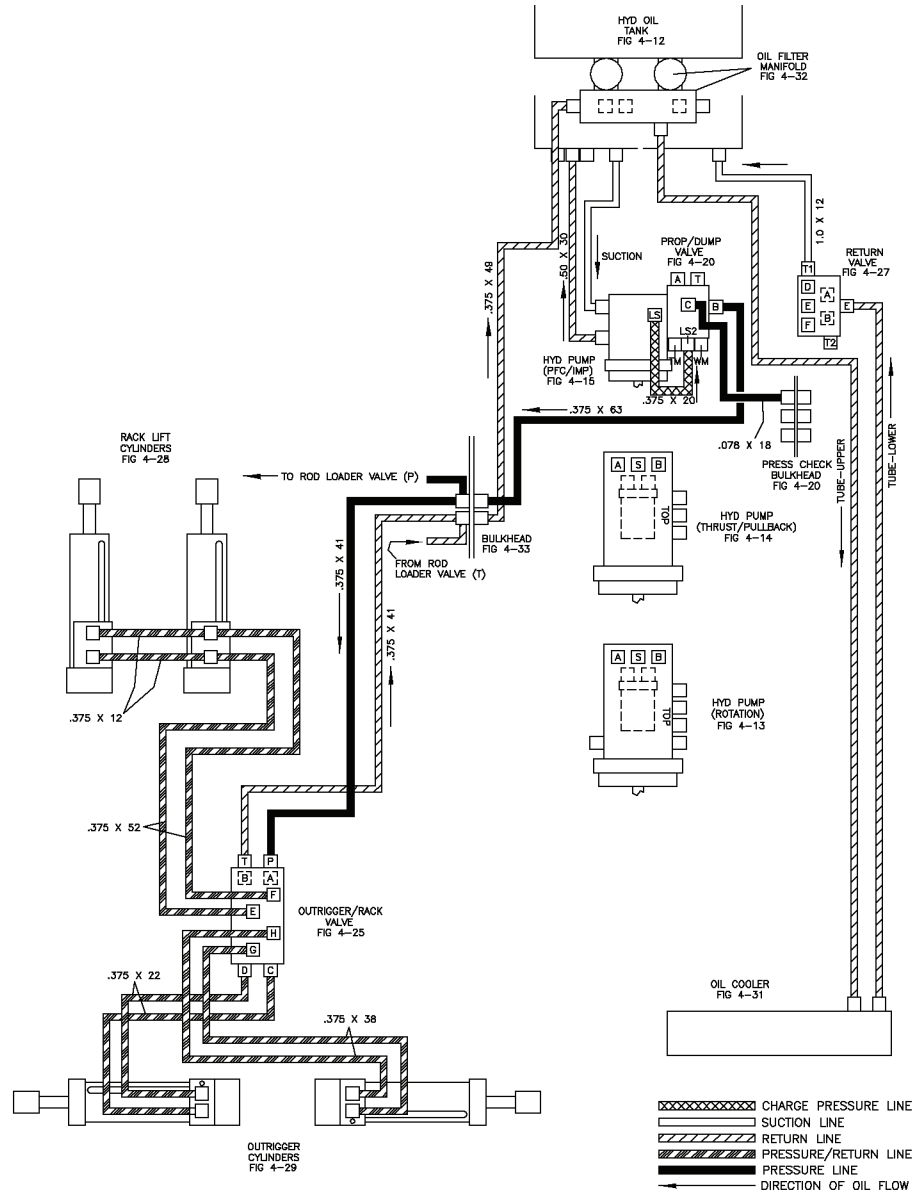 HYD OIL
TANK
FIG 4-12
OIL FILTER
MANIFOLD
FIG 4-32
1.0 X 12
.50 X 30
SUCTION
PROP/DUMP
VALVE
FIG 4-20
RETURN
VALVE
FIG 4-27
T1
D
A
E
B
F
E
T2
A
T
C
B
LS
LS2
TM
WM
HYD PUMP
(PFC/IMP)
FIG 4-15
.375 X 20
.375 X 49
.375 X 63
.078 X 18
PRESS CHECK
BULKHEAD
FIG 4-20
TUBE-UPPER
TUBE-LOWER
RACK LIFT
CYLINDERS
FIG 4-28
TO ROD LOADER VALVE (P)
BULKHEAD
FIG 4-33
FROM ROD
LOADER VALVE (T)
A S B
TOP
HYD PUMP
(THRUST/PULLBACK)
FIG 4-14
.375 X 41
.375 X 41
A S B
TOP
HYD PUMP
(ROTATION)
FIG 4-13
.375 X 12
.375 X 52
T P
B A
F
E
H
G
D C
OUTRIGGER/RACK
VALVE
FIG 4-25
.375 X 22
.375 X 38
OIL COOLER
FIG 4-31
OUTRIGGER
CYLINDERS
FIG 4-29
CHARGE PRESSURE LINE
SUCTION LINE
RETURN LINE
PRESSURE/RETURN LINE
PRESSURE LINE
DIRECTION OF OIL FLOW